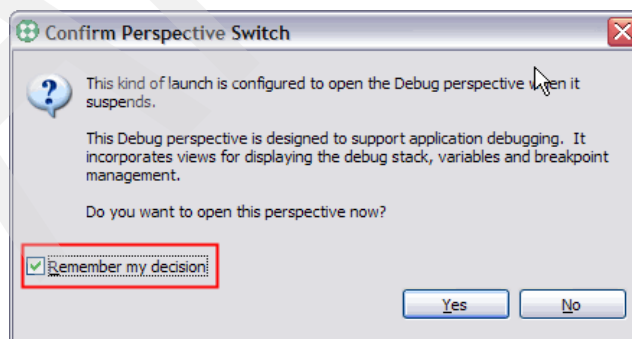 Confirm Perspective Switch
This kind of launch is configured to open the Debug perspective when it
suspends.
This Debug perspective is designed to support application debugging.  It
incorporates views for displaying the debug stack, variables and breakpoint
management.
Do you want to open this perspective now?
Remember my decision
Yes No